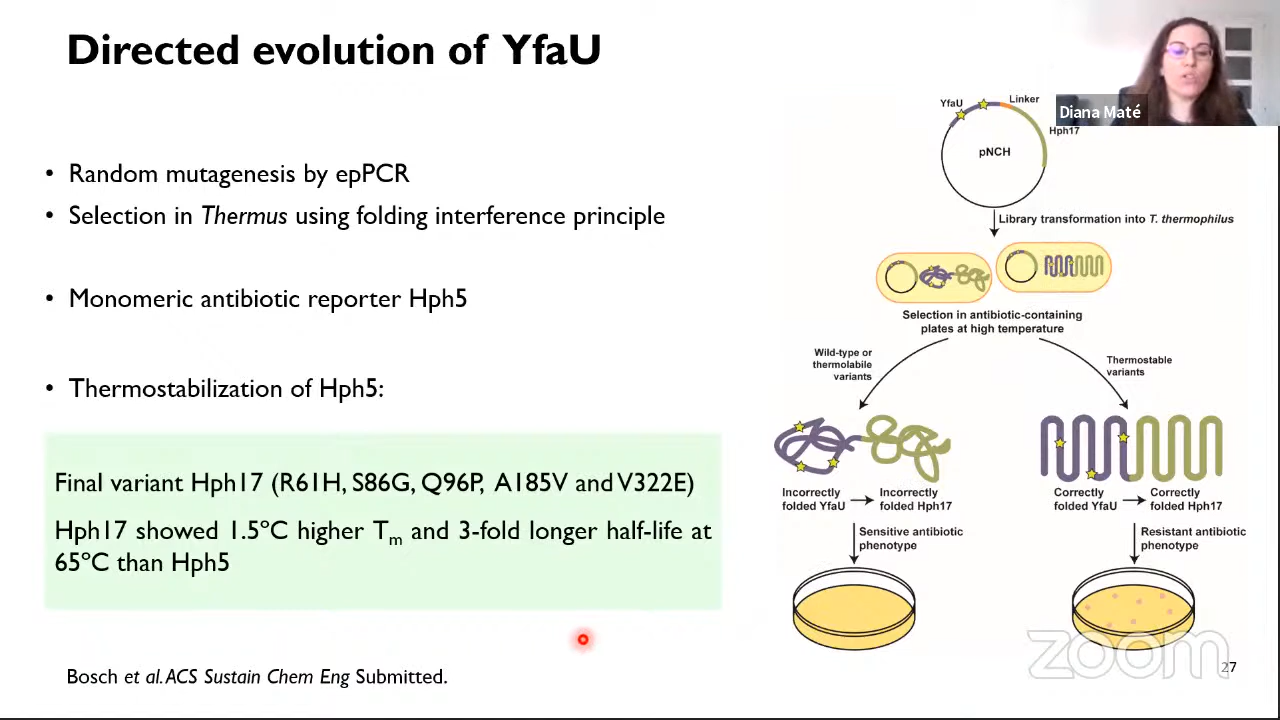 Directed evolution of YfaU
Diana Maté
• Random mutagenesis by epPCR
• Selection in Thermus using folding interference principle
• Monomeric antibiotic reporter Hph5
• Thermostabilization of Hph5:
Final variant Hph17 (R61H, S86G, Q96P, A185V and V322E)
Hph17 showed 1.5ºC higher Tm and 3-fold longer half-life at
65ºC than Hph5
Bosch et al. ACS Sustain Chem Eng Submitted.
YfaU
Linker
Hph17
pNCH
Library transformation into T. thermophilus
Selection in antibiotic-containing
plates at high temperature
Wild-type or
thermolabile
variants
Thermostable
variants
Incorrectly
folded YfaU
Incorrectly
folded Hph17
Correctly
folded YfaU
Correctly
folded Hph17
Sensitive antibiotic
phenotype
Resistant antibiotic
phenotype
zoom
27